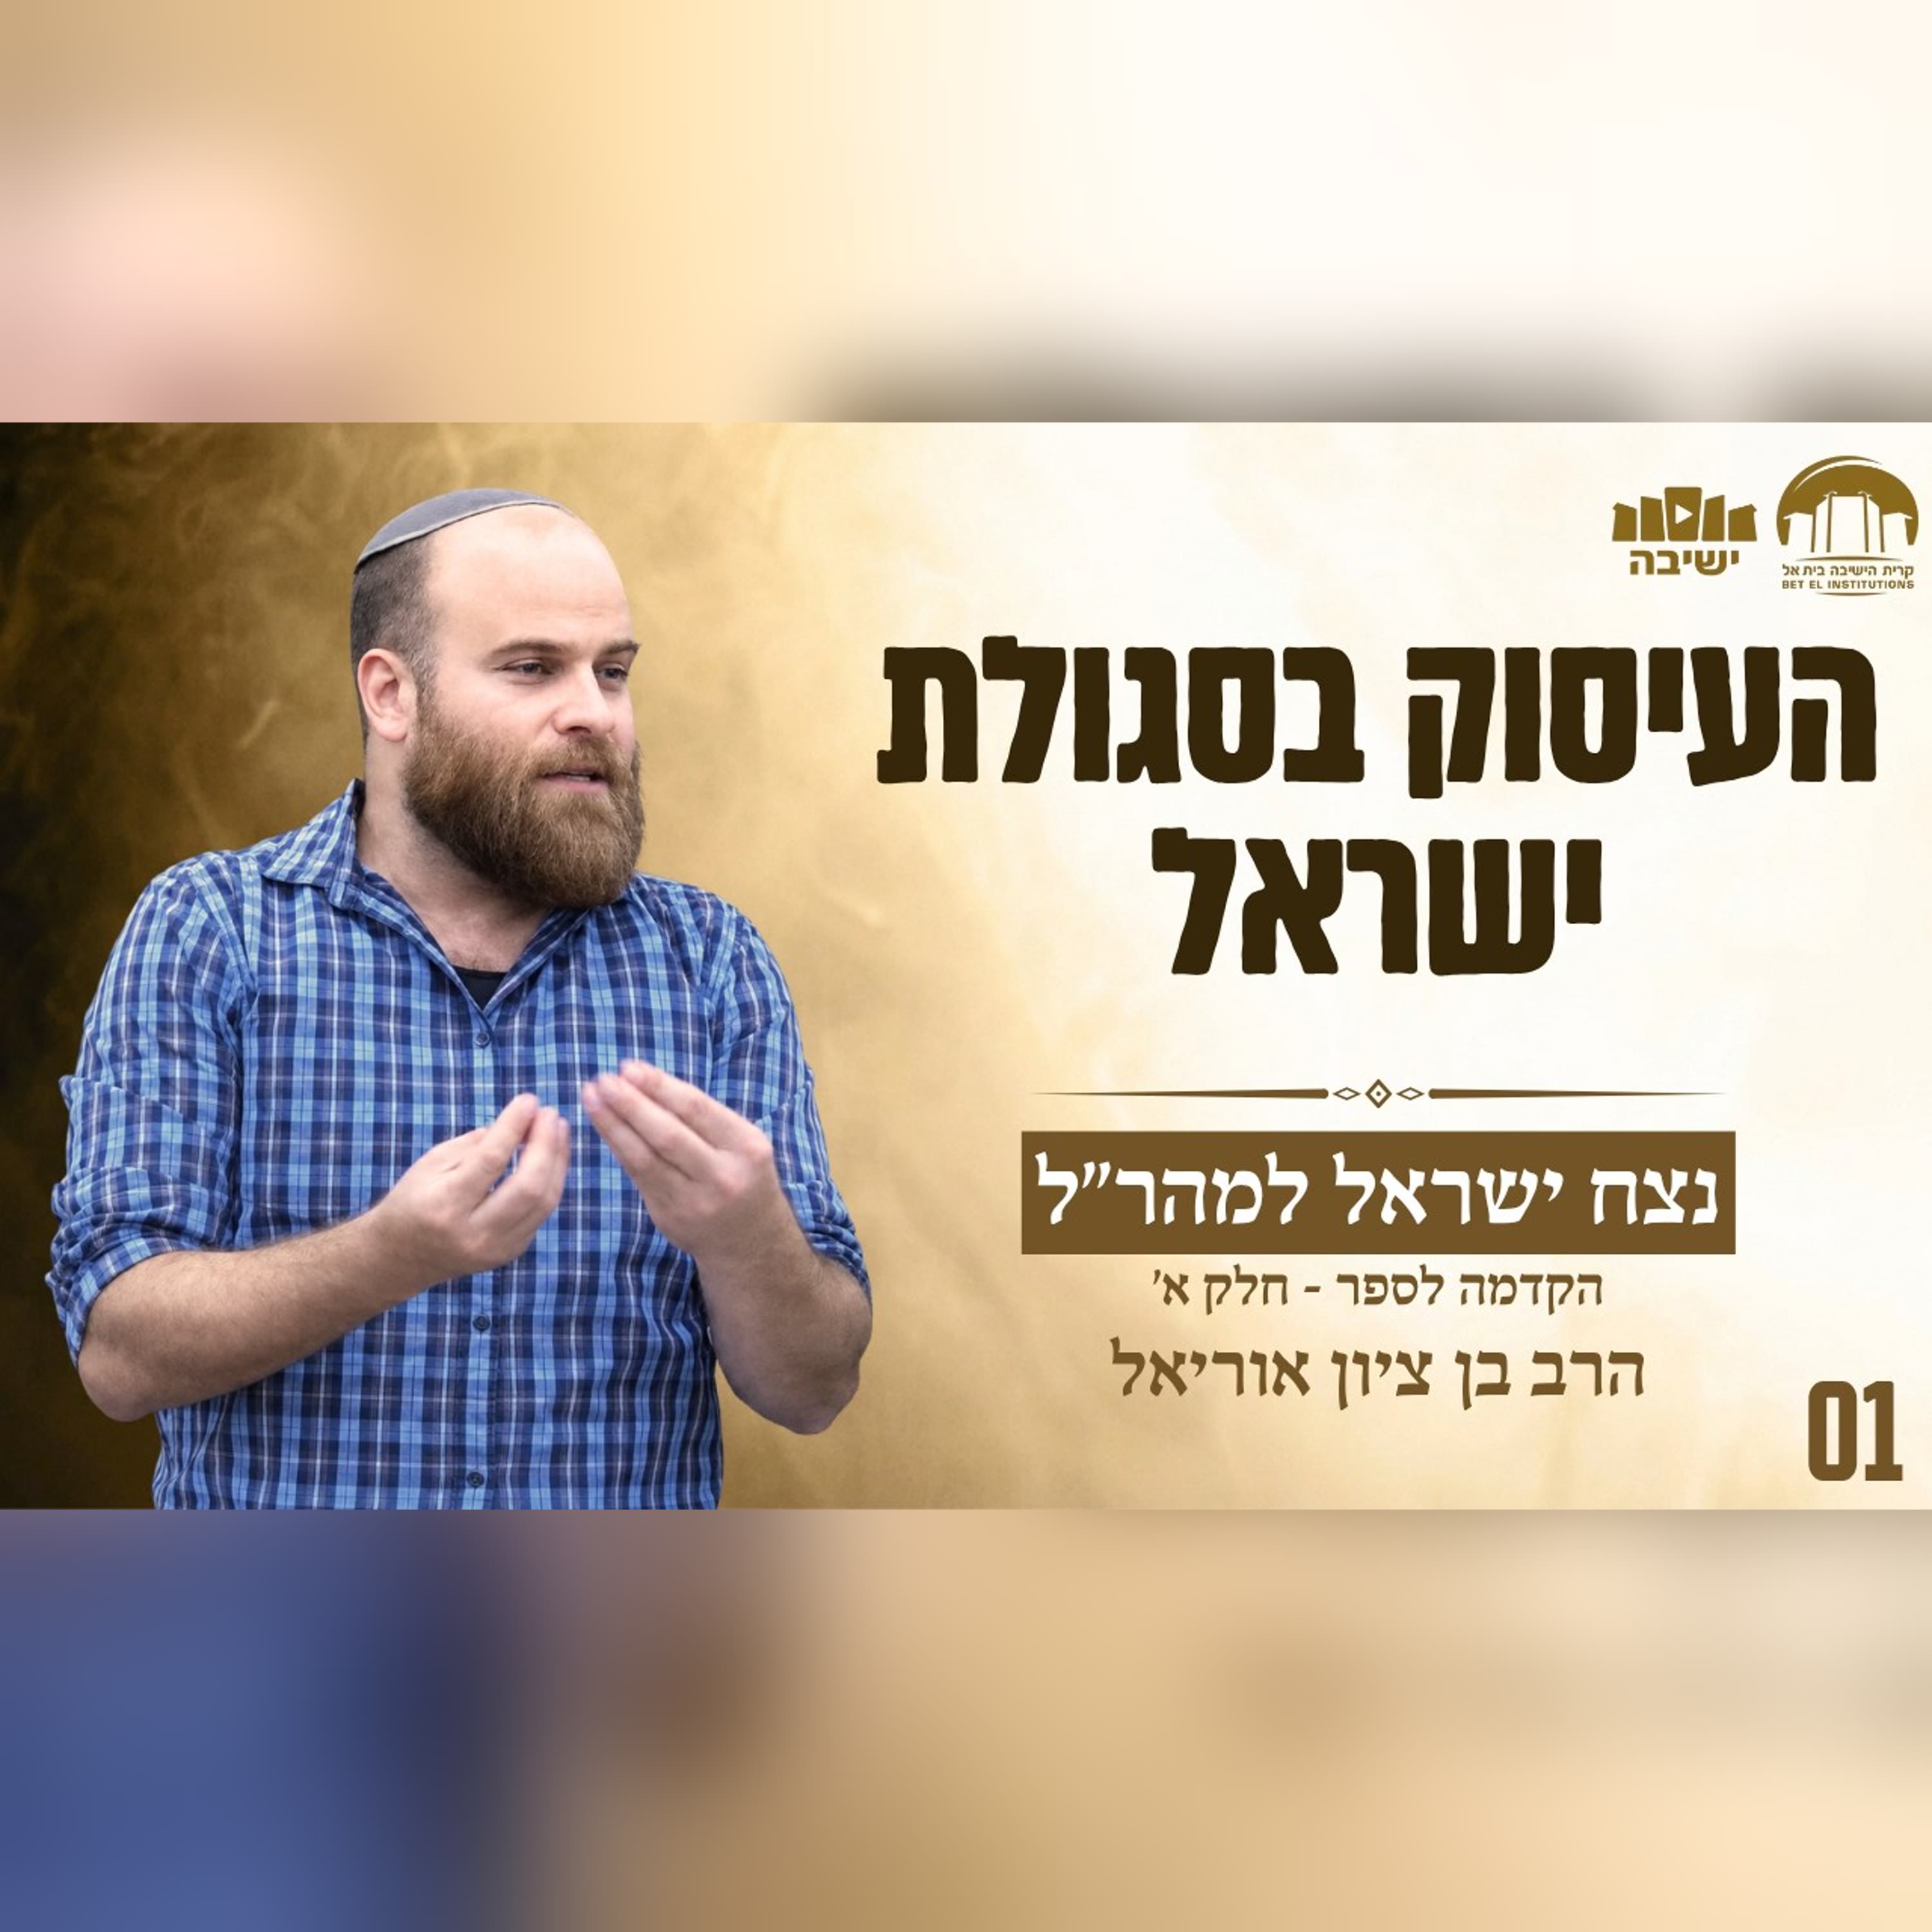 ישיבה
קרית הישיבה בית אל
BET EL INSTITUTIONS
העיסוק בסגולת
ישראל
נצח ישראל למהר"ל
הקדמה לספר - חלק א'
הרב בן ציון אוריאל
01